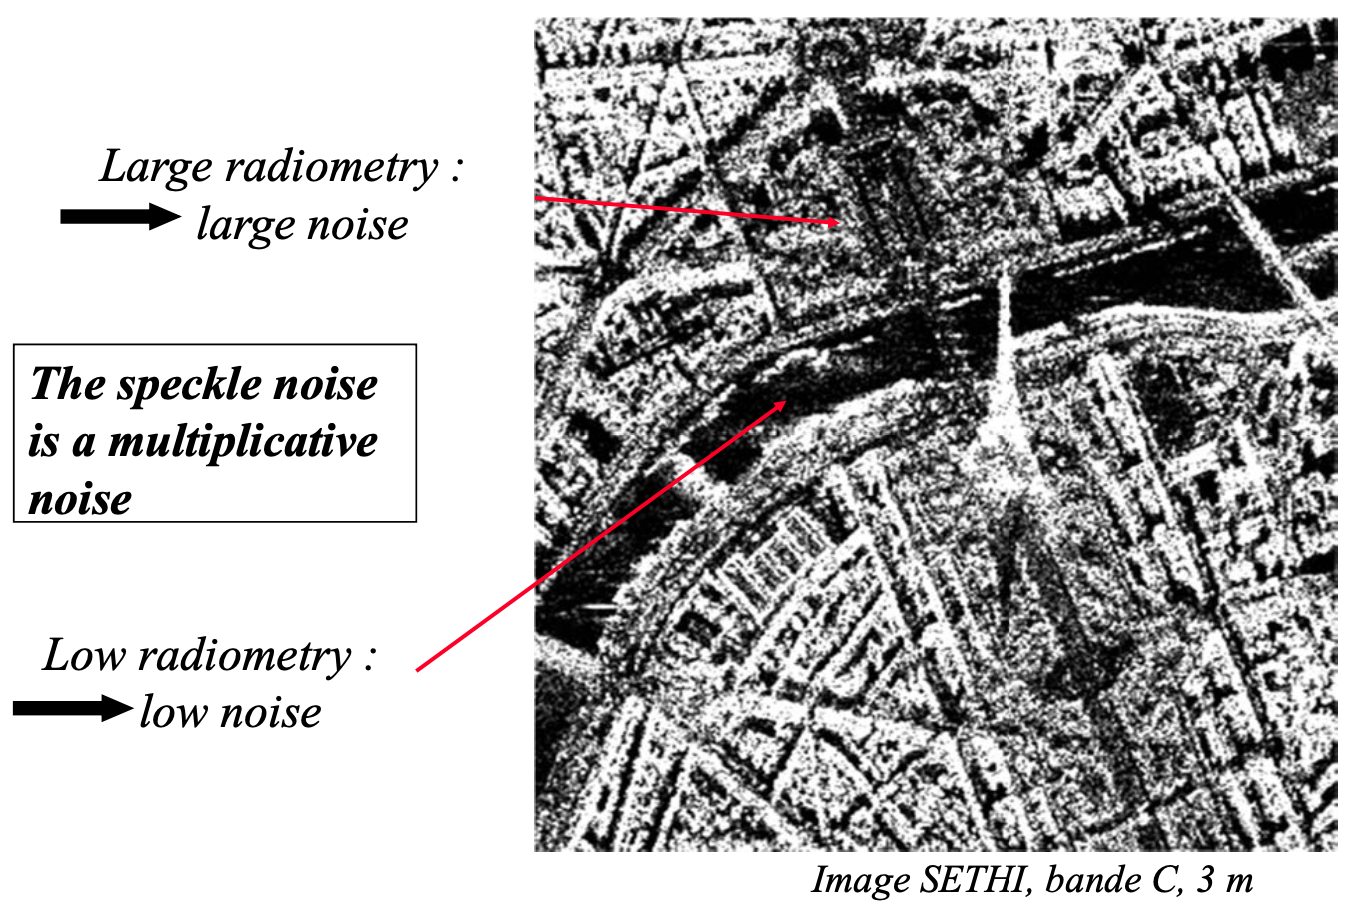 Large radiometry :
large noise
The speckle noise
is a multiplicative
noise
Low radiometry :
low noise
Image SETHI, bande C, 3 m